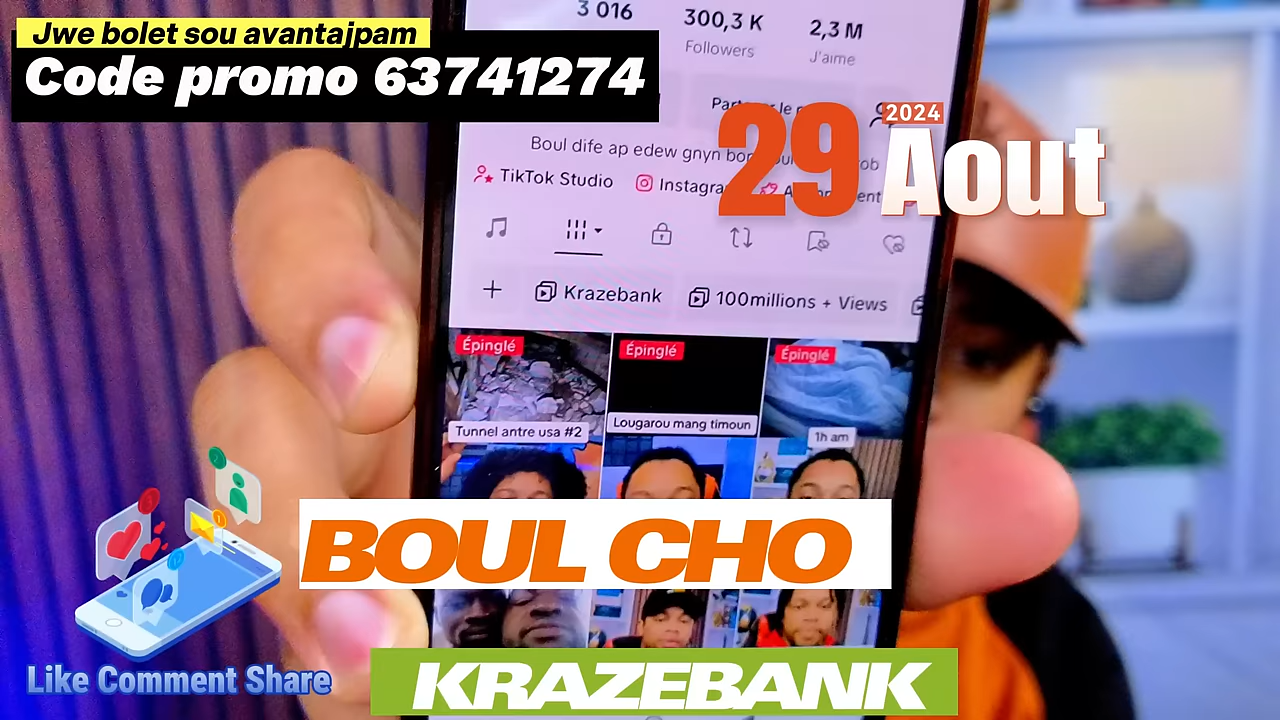 Jwe bolet sou avantajpam
Code promo 63741274
3 016
300,3 K
2,3 M
Followers
J'aime
29
2024
Aout
Boul dife ap edew gnyn
TikTok Studio
Krazebank
100millions + Views
Épinglé
Épinglé
Épinglé
Tunnel antre usa #2
Lougarou mang timoun
1h am
BOUL CHO
Like Comment Share
KRAZEBANK